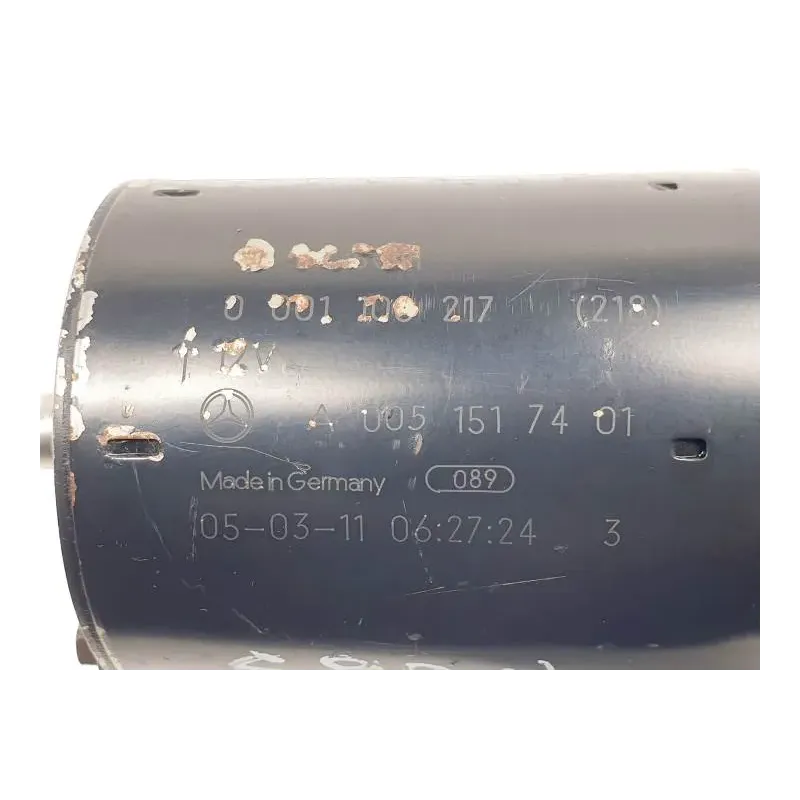 0 001 106 217 (218)
12V
A 005 151 74 01
Made in Germany 089
05-03-11 06:27:24 3